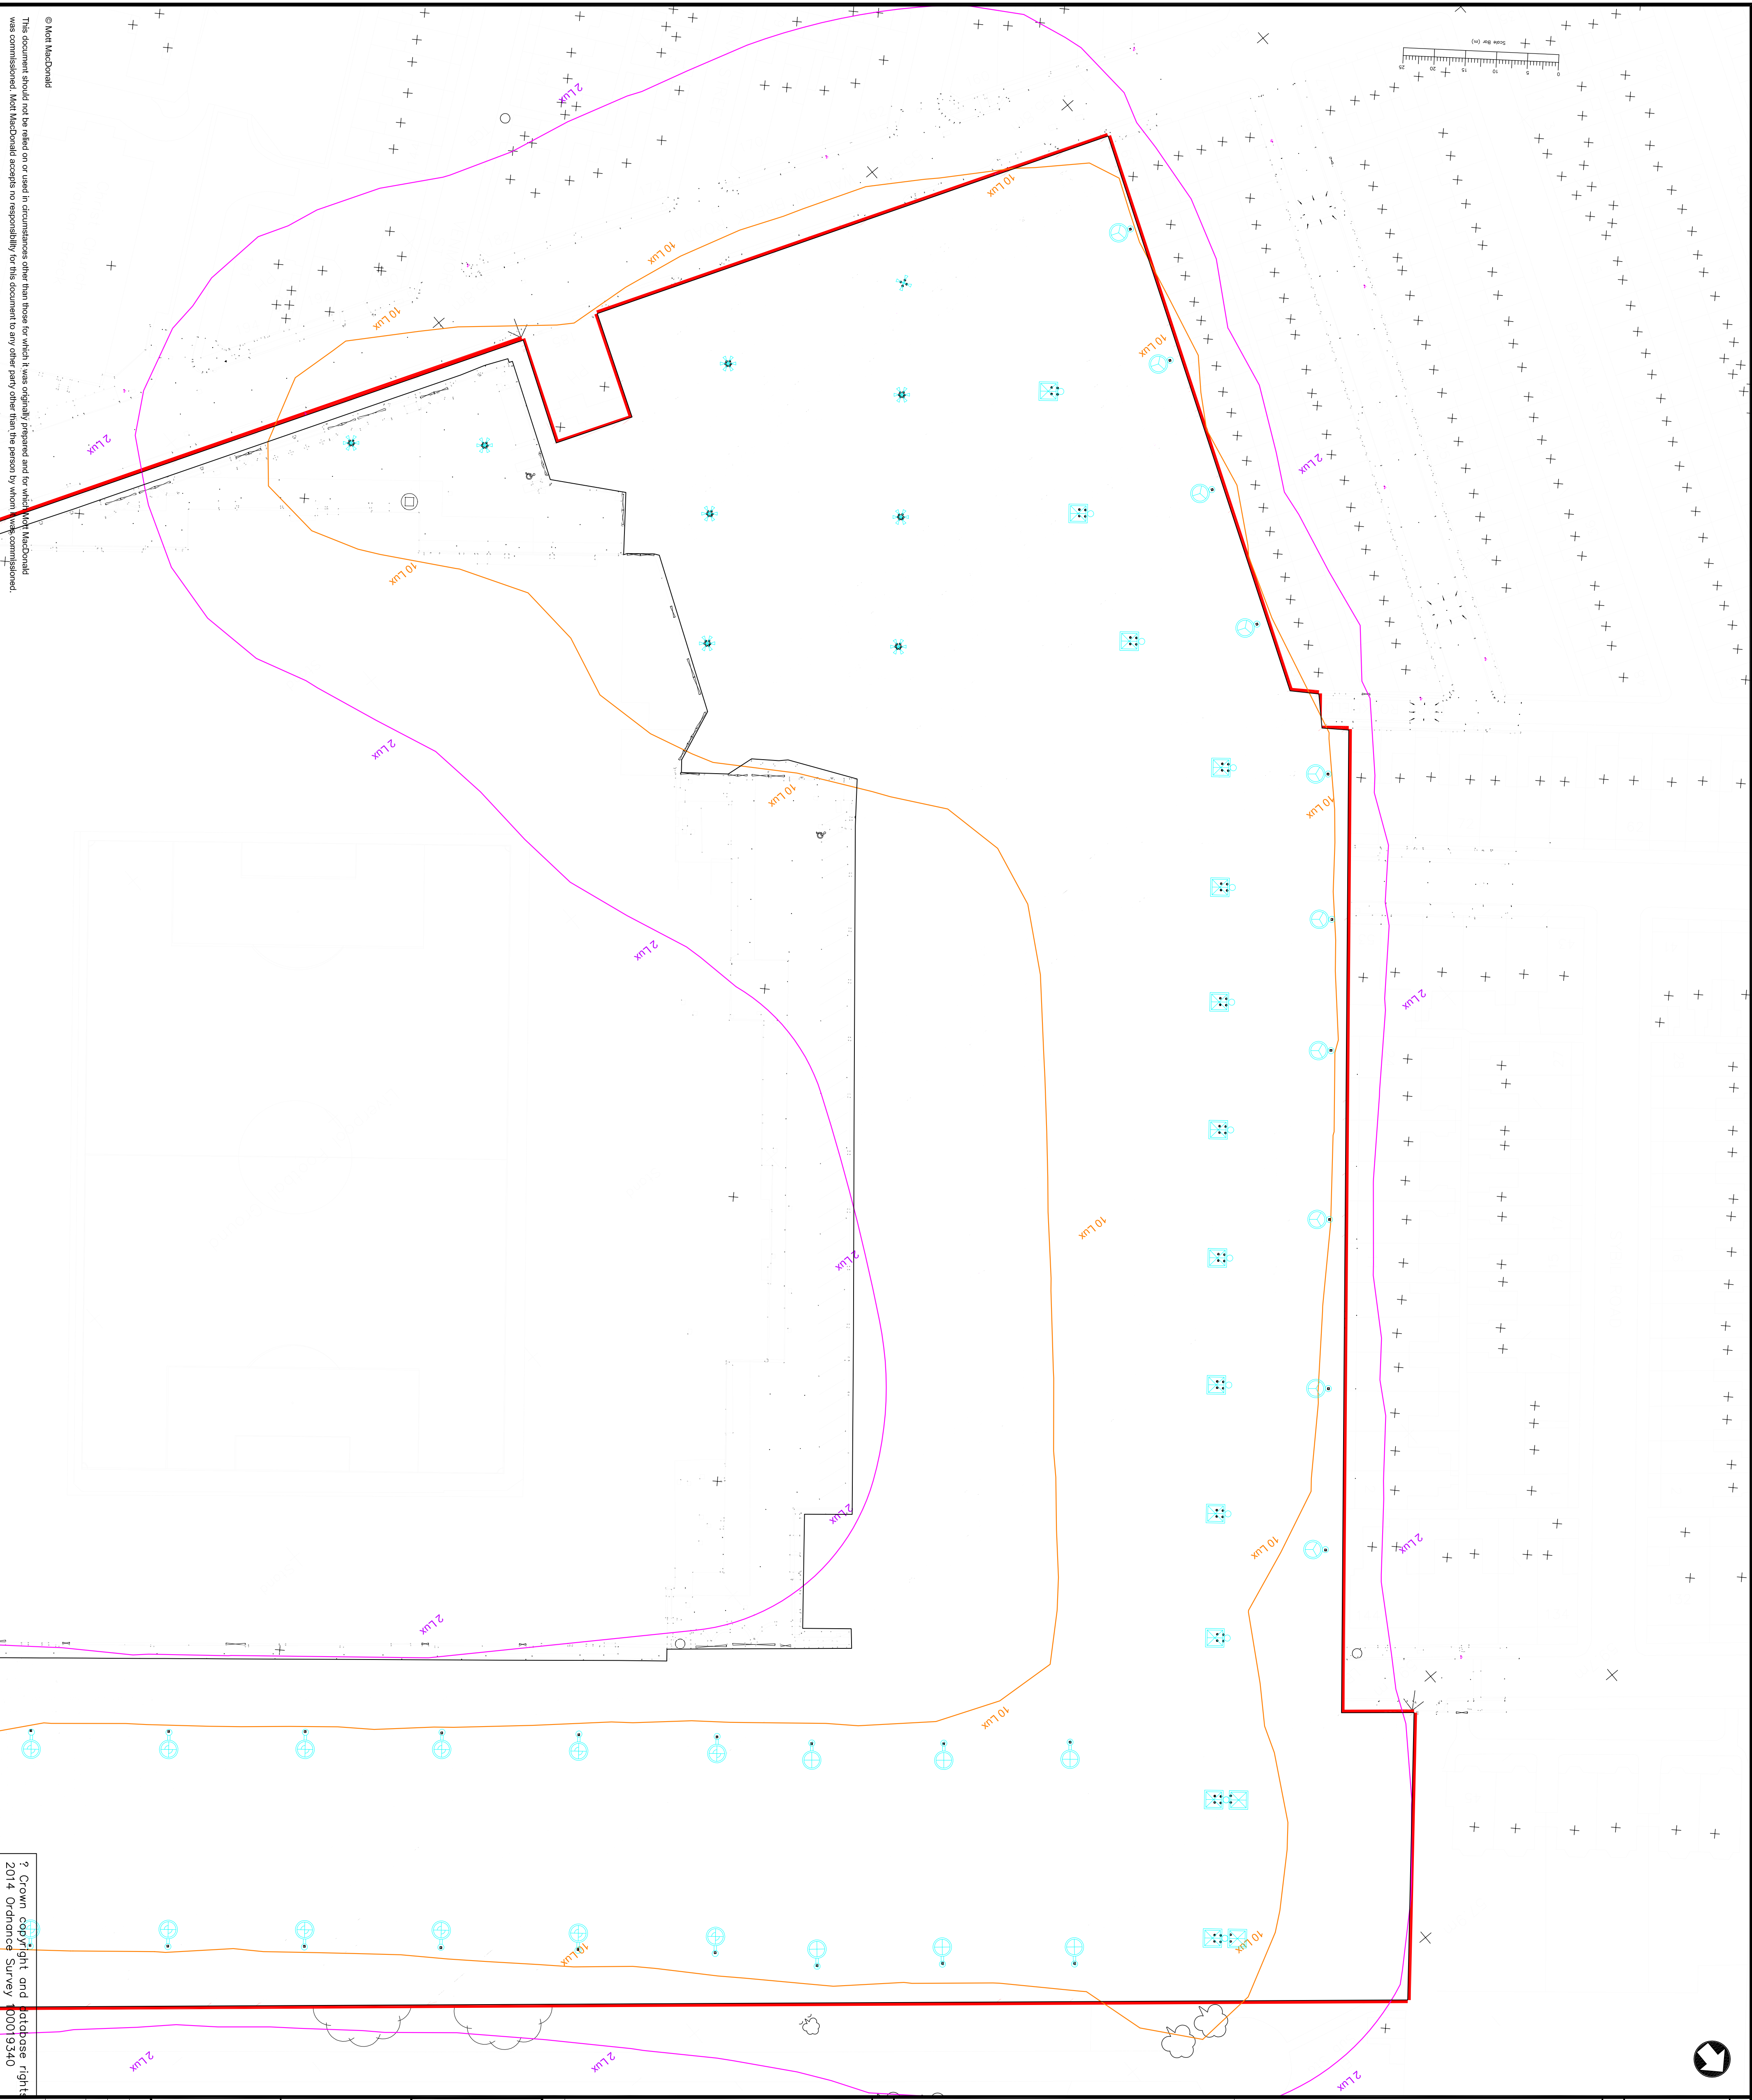 © Mott MacDonald
This document should not be relied on or used in circumstances other than those for which it was originally prepared and for which Mott MacDonald
was commissioned. Mott MacDonald accepts no responsibility for this document to any other party other than the person by whom it was commissioned.
Scale Bar (m)
0 5 10 15 20 25
2 Lux
10 Lux
10 Lux
10 Lux
10 Lux
2 Lux
2 Lux
10 Lux
2 Lux
10 Lux
10 Lux
2 Lux
2 Lux
10 Lux
2 Lux
2 Lux
10 Lux
2 Lux
2 Lux
10 Lux
10 Lux
10 Lux
2 Lux
2 Lux
2 Lux
? Crown copyright and database rights
2014 Ordnance Survey 100019340